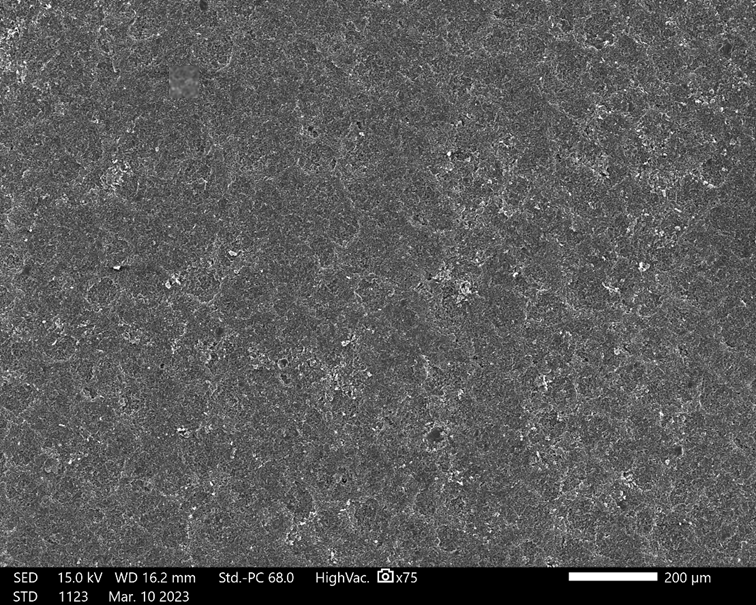 SED 15.0 kV WD 16.2 mm Std.-PC 68.0 HighVac. x75 200 µm
STD 1123 Mar. 10 2023